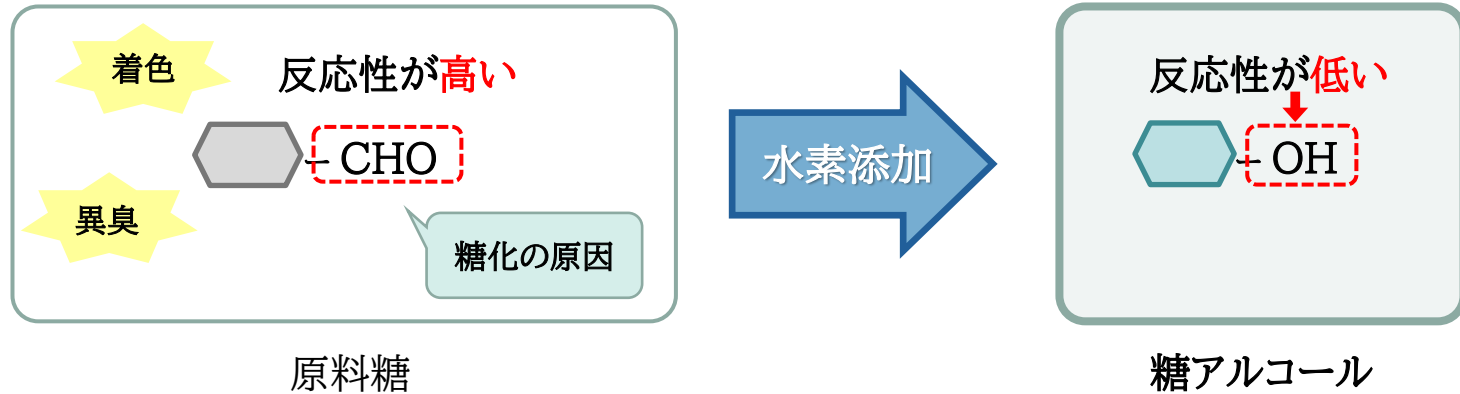 着色
反応性が高い
– CHO
異臭
糖化の原因
原料糖
水素添加
反応性が低い
– OH
糖アルコール